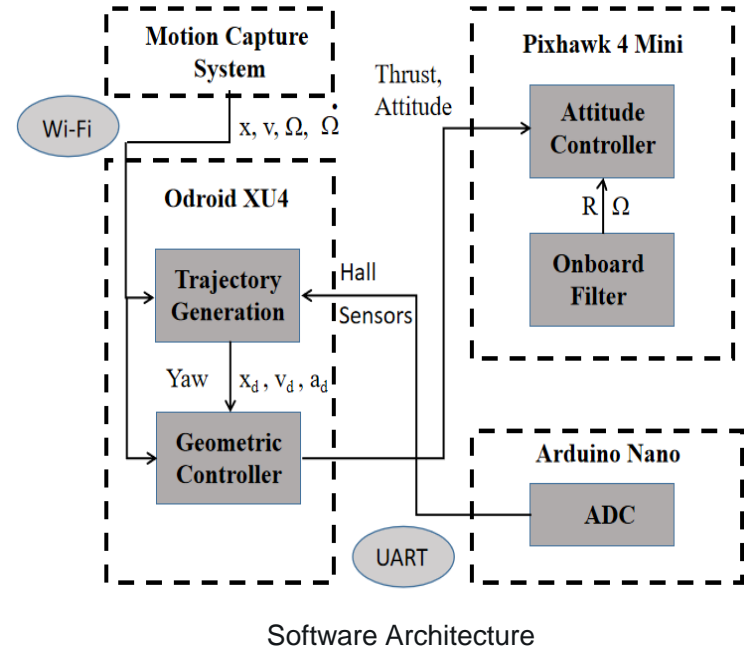 Motion Capture
System
Wi-Fi
x, v, Ω, Ω̇
Odroid XU4
Trajectory
Generation
Yaw
x_d , v_d , a_d
Geometric
Controller
Hall
Sensors
Thrust,
Attitude
Pixhawk 4 Mini
Attitude
Controller
R Ω
Onboard
Filter
Arduino Nano
ADC
UART
Software Architecture